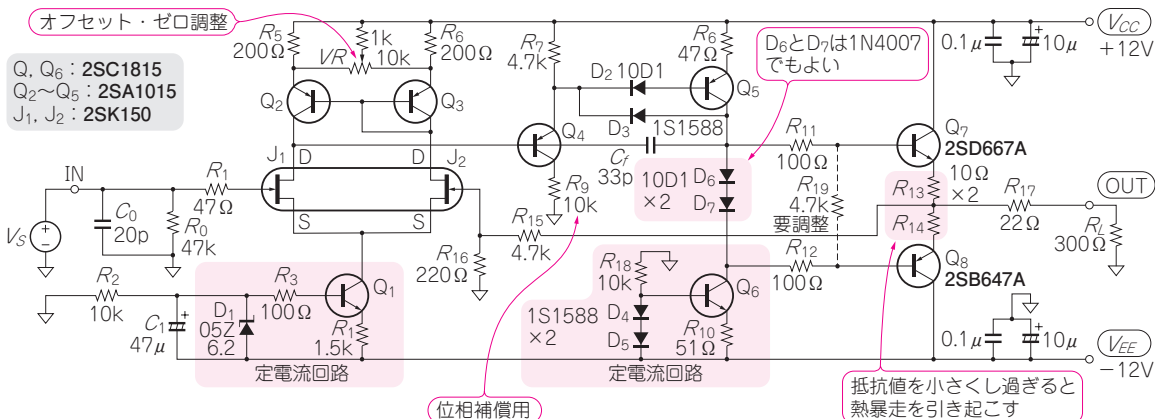 オフセット・ゼロ調整
Q, Q6：2SC1815
Q2～Q5：2SA1015
J1, J2：2SK150
R5
200Ω
1k
VR
10k
R6
200Ω
R7
4.7k
R6
47Ω
D6とD7は1N4007
でもよい
0.1μ
10μ
VCC
+12V
Q2
Q3
D2 10D1
D3
1S1588
Q5
Q4
Cf
33p
R11
100Ω
Q7
2SD667A
J1
D
D
J2
S
S
IN
R1
47Ω
VS
C0
20p
R0
47k
R9
10k
10D1
×2
D6
D7
R19
4.7k
要調整
R13
10Ω
×2
R14
R17
22Ω
OUT
RL
300Ω
R15
4.7k
R16
220Ω
R12
100Ω
Q8
2SB647A
R2
10k
C1
47μ
D1
05Z
6.2
R3
100Ω
Q1
R1
1.5k
定電流回路
R18
10k
1S1588
×2
D4
D5
Q6
R10
51Ω
定電流回路
0.1μ
10μ
VEE
−12V
位相補償用
抵抗値を小さくし過ぎると
熱暴走を引き起こす